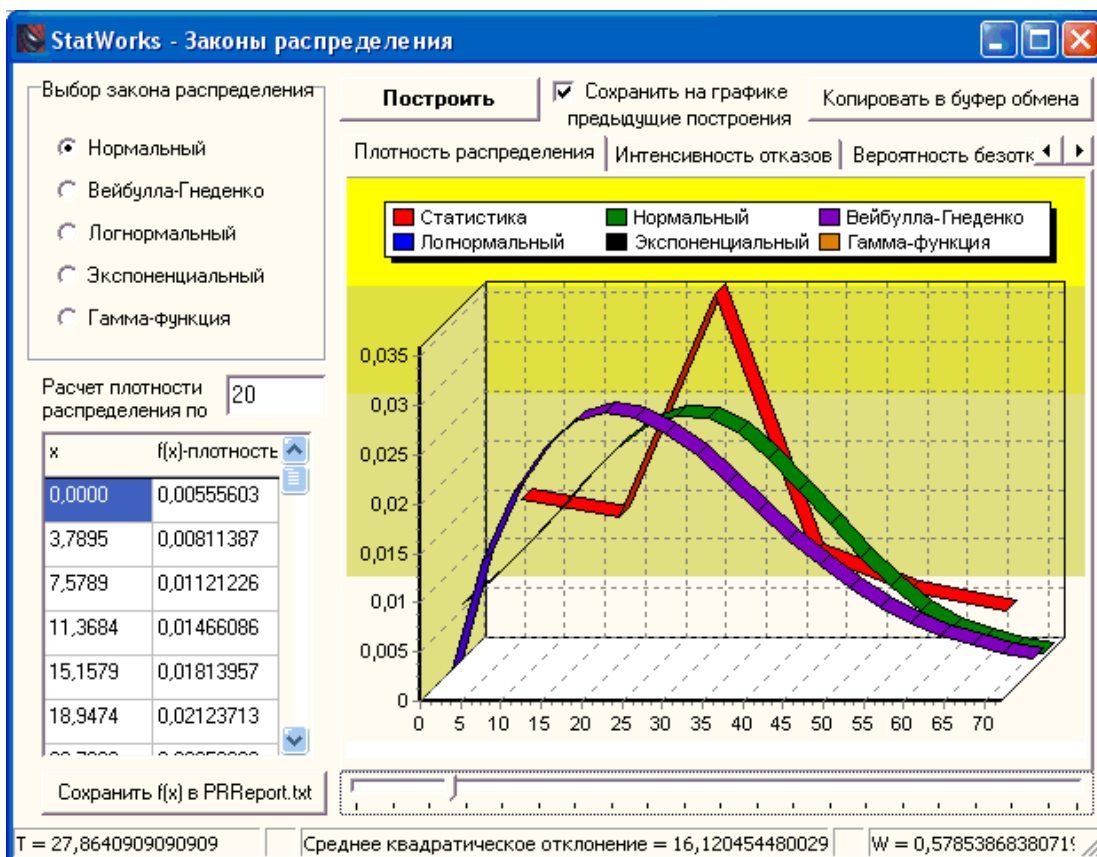 StatWorks - Законы распределения
Выбор закона распределения
Нормальный
Вейбулла-Гнеденко
Логнормальный
Экспоненциальный
Гамма-функция
Построить
Сохранить на графике
предыдущие построения
Копировать в буфер обмена
Плотность распределения
Интенсивность отказов
Вероятность безотк
Статистика
Нормальный
Вейбулла-Гнеденко
Логнормальный
Экспоненциальный
Гамма-функция
0,035
0,03
0,025
0,02
0,015
0,01
0,005
0
0 5 10 15 20 25 30 35 40 45 50 55 60 65 70
Расчет плотности
распределения по
20
x f(x)-плотность
0,0000 0,00555603
3,7895 0,00811387
7,5789 0,01121226
11,3684 0,01466086
15,1579 0,01813957
18,9474 0,02123713
Сохранить f(x) в PRReport.txt
T = 27,8640909090909
Среднее квадратическое отклонение = 16,120454480029
W = 0,57853868380719